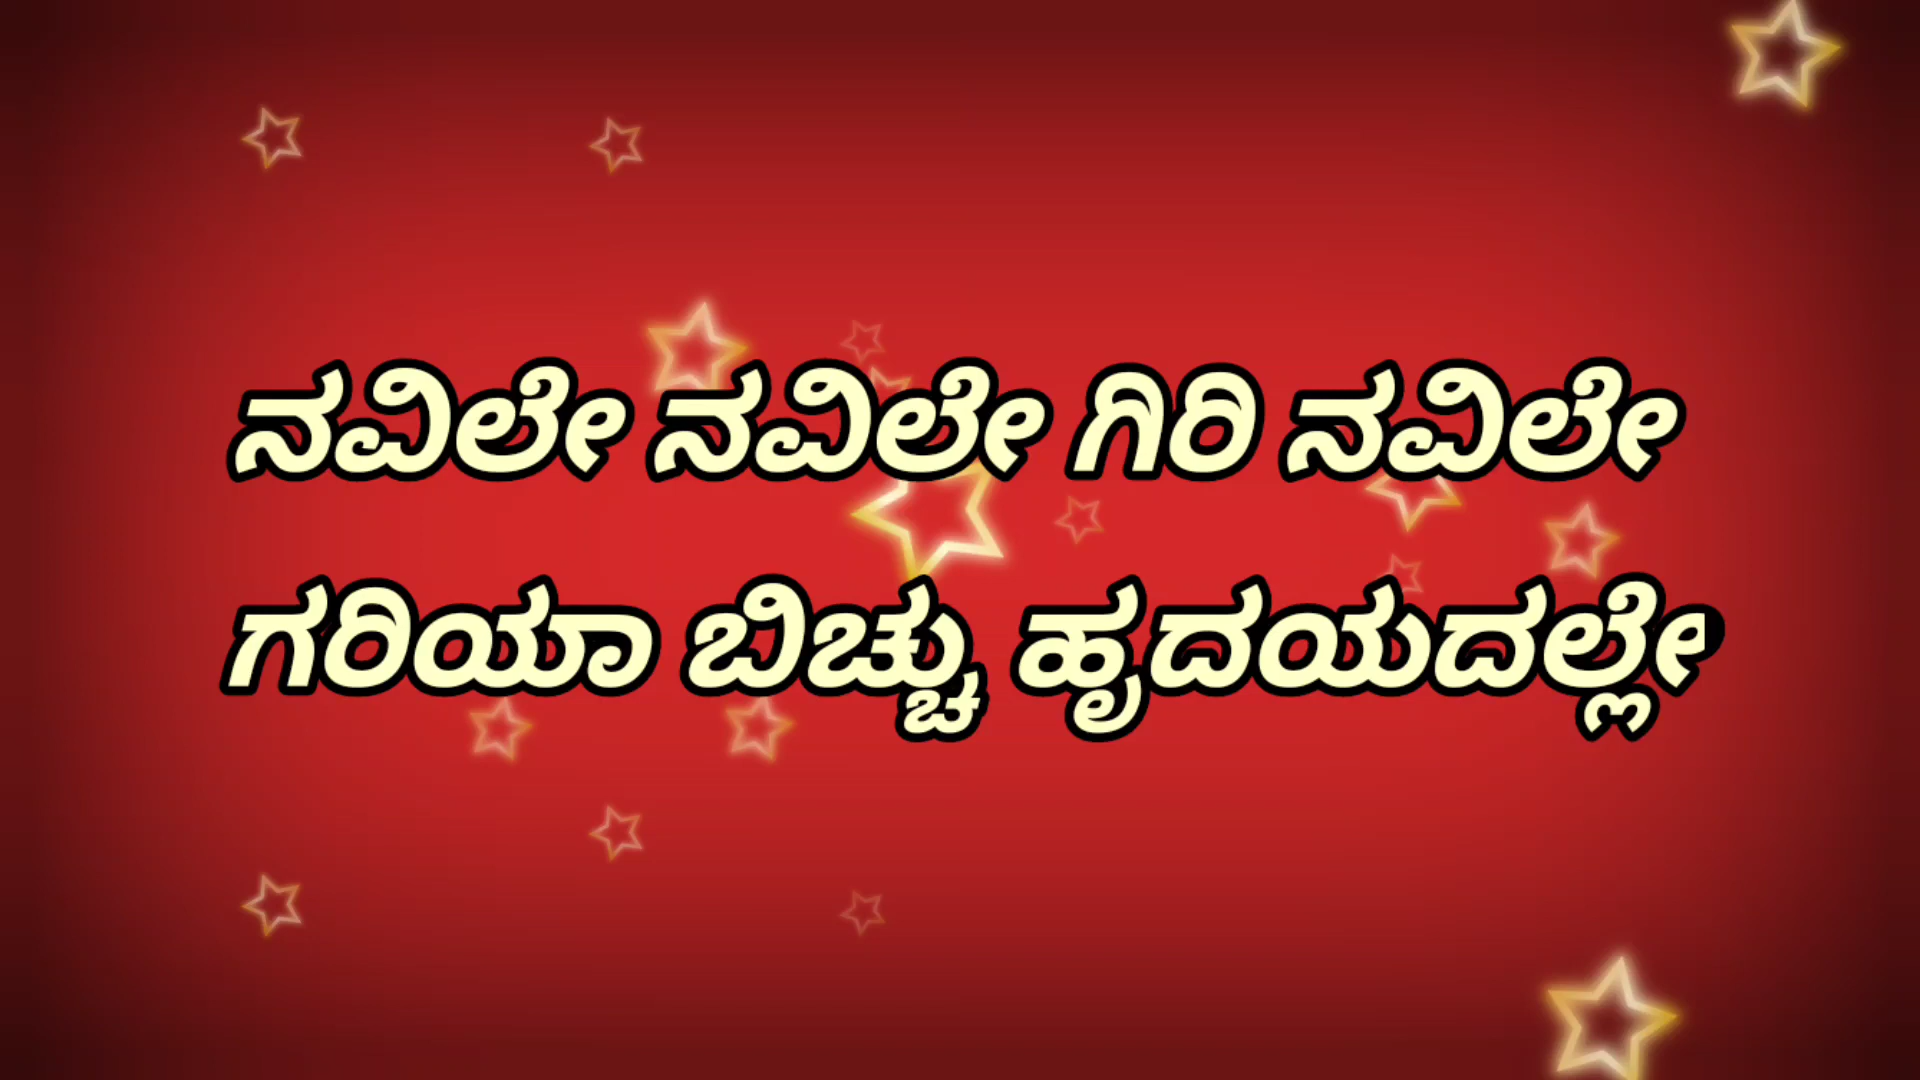 ನವಿಲೇ ನವಿಲೇ ಗಿರಿ ನವಿಲೇ
ಗರಿಯಾ ಬಿಚ್ಚು ಹೃದಯದಲ್ಲೇ